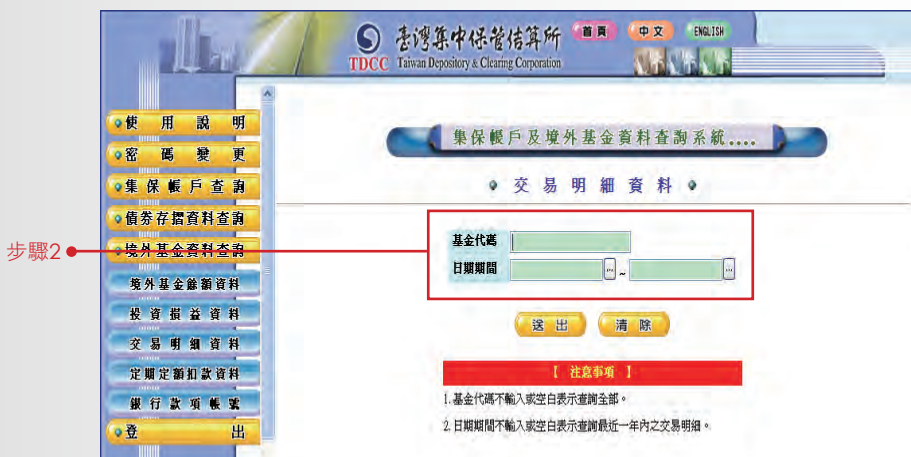 臺灣集中保管結算所
TDCC Taiwan Depository & Clearing Corporation
首頁
中文
ENGLISH
使用說明
密碼變更
集保帳戶查詢
債券存摺資料查詢
境外基金資料查詢
境外基金餘額資料
投資損益資料
交易明細資料
定期定額扣款資料
銀行款項帳號
登出
步驟2
集保帳戶及境外基金資料查詢系統....
交易明細資料
基金代碼
日期期間
... ~ ...
送出
清除
【 注意事項 】
1.基金代碼不輸入或空白表示查詢全部。
2.日期期間不輸入或空白表示查詢最近一年內之交易明細。